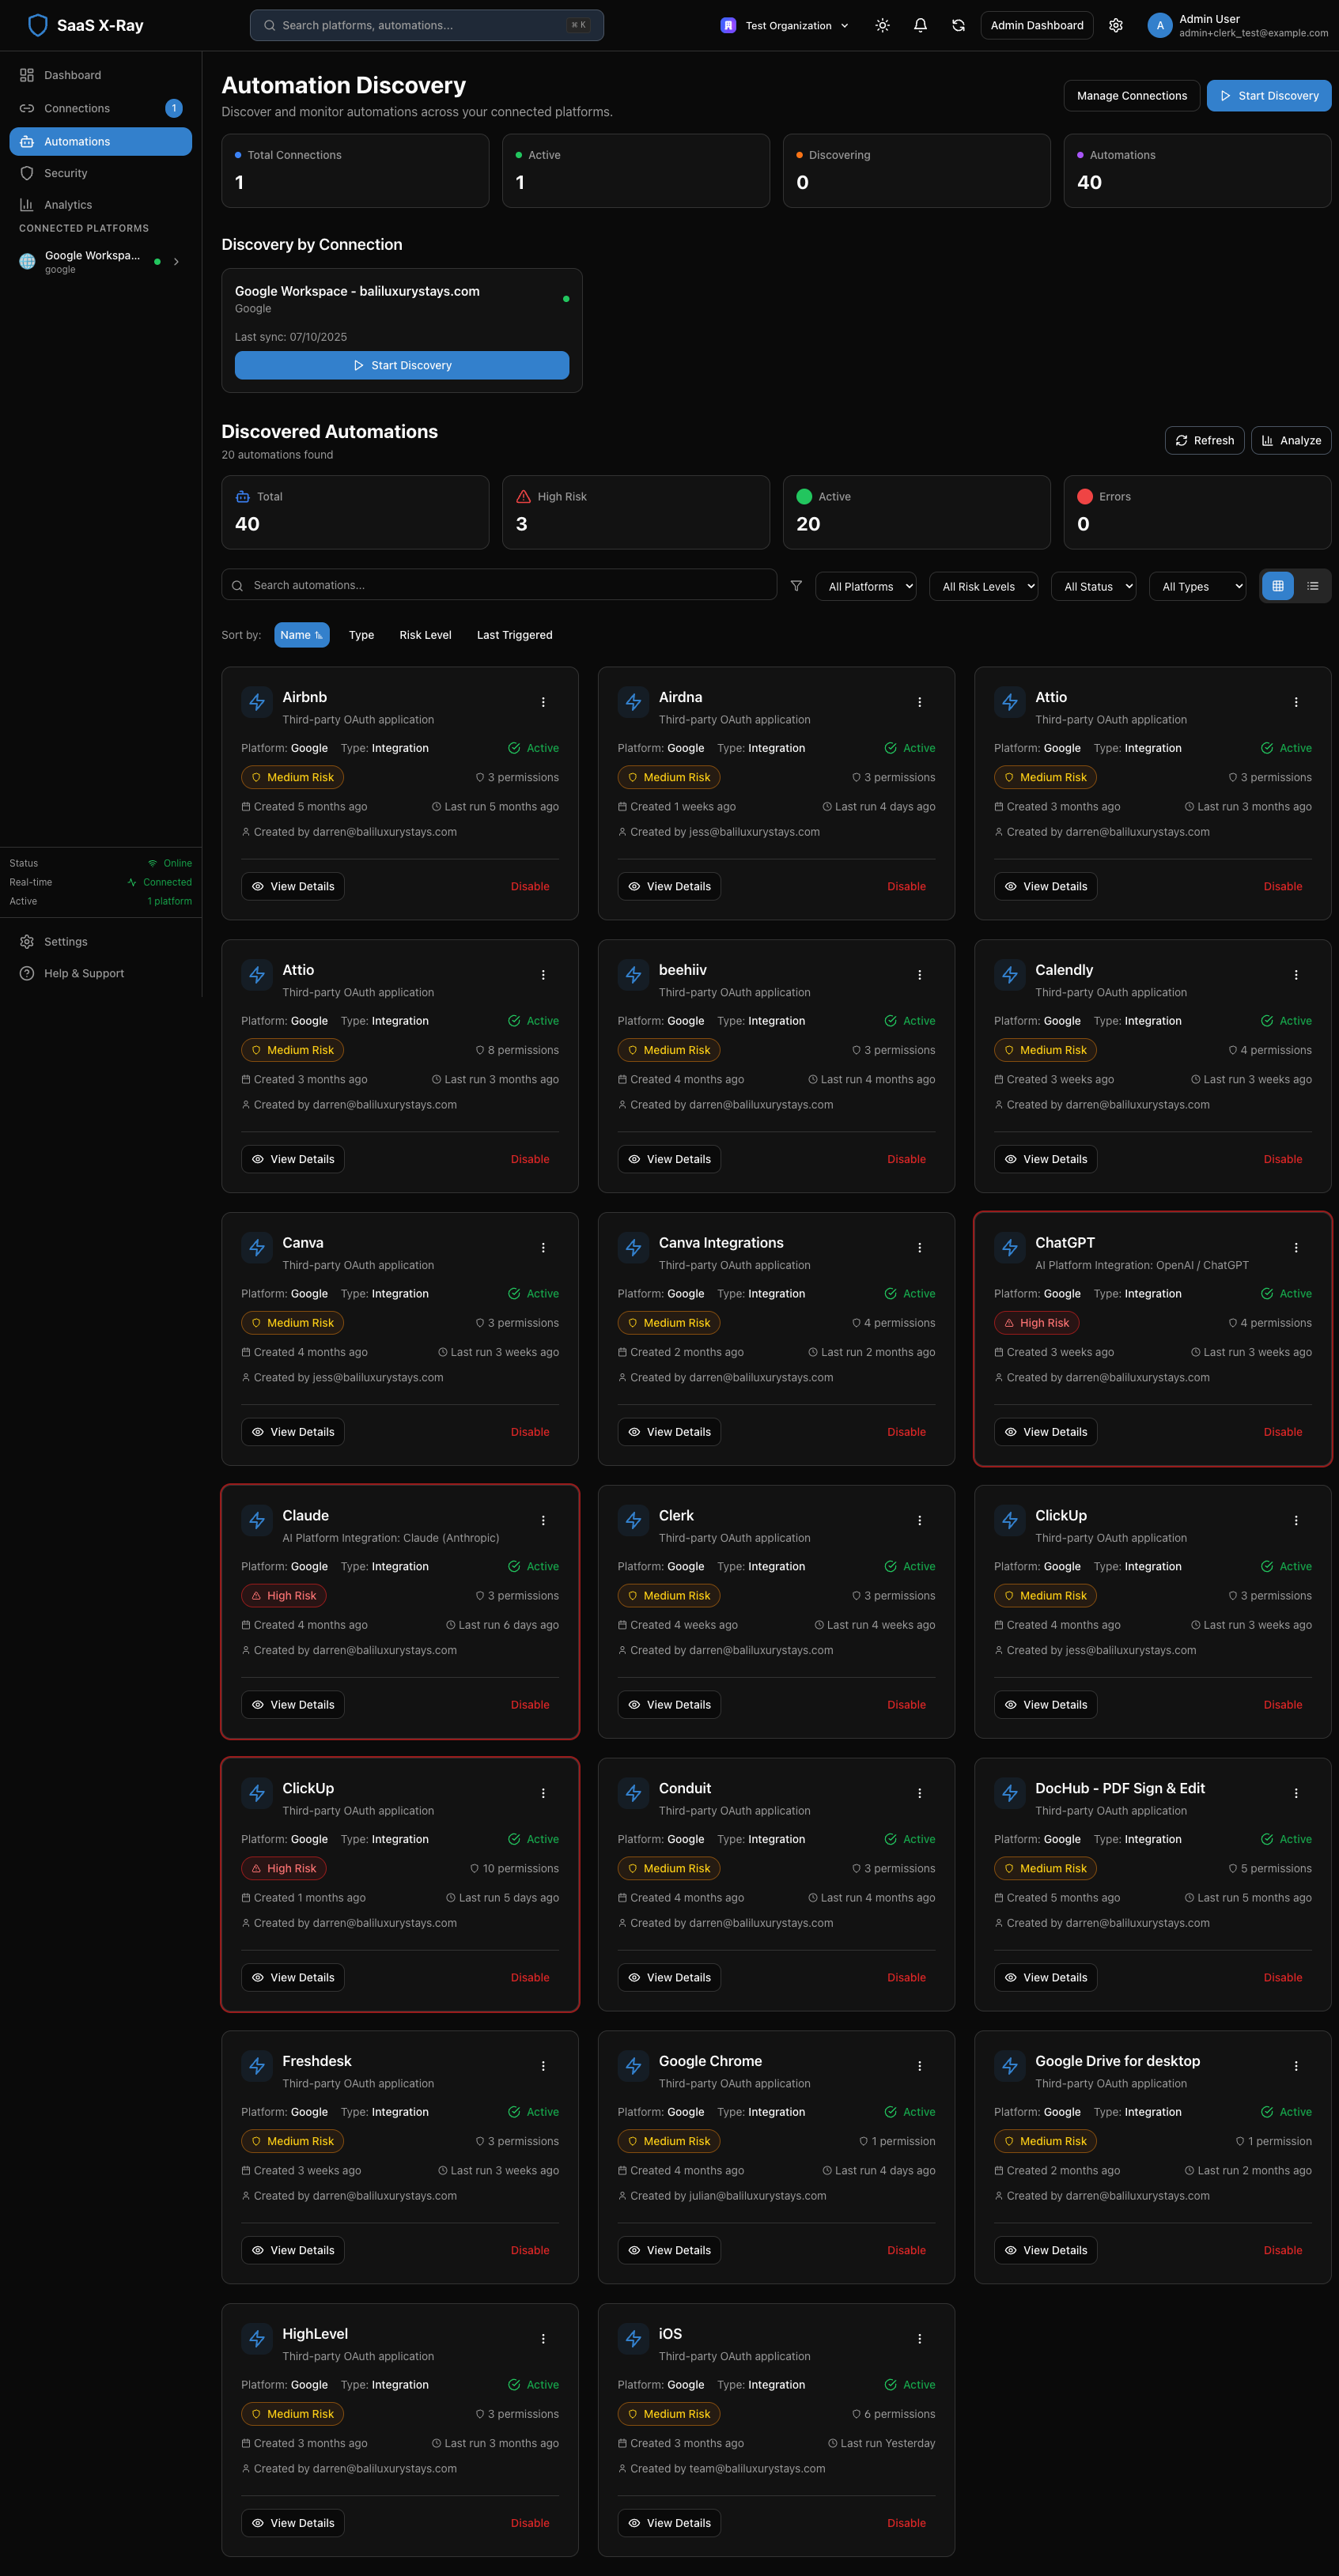 SaaS X-Ray
Search platforms, automations...
⌘ K
Test Organization
Admin Dashboard
A
Admin User
admin+clerk_test@example.com
Dashboard
Connections
1
Automations
Security
Analytics
CONNECTED PLATFORMS
Google Workspa...
google
Status
Online
Real-time
Connected
Active
1 platform
Settings
Help & Support
Automation Discovery
Discover and monitor automations across your connected platforms.
Manage Connections
Start Discovery
Total Connections
1
Active
1
Discovering
0
Automations
40
Discovery by Connection
Google Workspace - baliluxurystays.com
Google
Last sync: 07/10/2025
Start Discovery
Discovered Automations
20 automations found
Refresh
Analyze
Total
40
High Risk
3
Active
20
Errors
0
Search automations...
All Platforms
All Risk Levels
All Status
All Types
Sort by:
Name
Type
Risk Level
Last Triggered
Airbnb
Third-party OAuth application
Platform: Google Type: Integration Active
Medium Risk 3 permissions
Created 5 months ago Last run 5 months ago
Created by darren@baliluxurystays.com
View Details Disable
Airdna
Third-party OAuth application
Platform: Google Type: Integration Active
Medium Risk 3 permissions
Created 1 weeks ago Last run 4 days ago
Created by jess@baliluxurystays.com
View Details Disable
Attio
Third-party OAuth application
Platform: Google Type: Integration Active
Medium Risk 3 permissions
Created 3 months ago Last run 3 months ago
Created by darren@baliluxurystays.com
View Details Disable
Attio
Third-party OAuth application
Platform: Google Type: Integration Active
Medium Risk 8 permissions
Created 3 months ago Last run 3 months ago
Created by darren@baliluxurystays.com
View Details Disable
beehiiv
Third-party OAuth application
Platform: Google Type: Integration Active
Medium Risk 3 permissions
Created 4 months ago Last run 4 months ago
Created by darren@baliluxurystays.com
View Details Disable
Calendly
Third-party OAuth application
Platform: Google Type: Integration Active
Medium Risk 4 permissions
Created 3 weeks ago Last run 3 weeks ago
Created by darren@baliluxurystays.com
View Details Disable
Canva
Third-party OAuth application
Platform: Google Type: Integration Active
Medium Risk 3 permissions
Created 4 months ago Last run 3 weeks ago
Created by jess@baliluxurystays.com
View Details Disable
Canva Integrations
Third-party OAuth application
Platform: Google Type: Integration Active
Medium Risk 4 permissions
Created 2 months ago Last run 2 months ago
Created by darren@baliluxurystays.com
View Details Disable
ChatGPT
AI Platform Integration: OpenAI / ChatGPT
Platform: Google Type: Integration Active
High Risk 4 permissions
Created 3 weeks ago Last run 3 weeks ago
Created by darren@baliluxurystays.com
View Details Disable
Claude
AI Platform Integration: Claude (Anthropic)
Platform: Google Type: Integration Active
High Risk 3 permissions
Created 4 months ago Last run 6 days ago
Created by darren@baliluxurystays.com
View Details Disable
Clerk
Third-party OAuth application
Platform: Google Type: Integration Active
Medium Risk 3 permissions
Created 4 weeks ago Last run 4 weeks ago
Created by darren@baliluxurystays.com
View Details Disable
ClickUp
Third-party OAuth application
Platform: Google Type: Integration Active
Medium Risk 3 permissions
Created 4 months ago Last run 3 weeks ago
Created by jess@baliluxurystays.com
View Details Disable
ClickUp
Third-party OAuth application
Platform: Google Type: Integration Active
High Risk 10 permissions
Created 1 months ago Last run 5 days ago
Created by darren@baliluxurystays.com
View Details Disable
Conduit
Third-party OAuth application
Platform: Google Type: Integration Active
Medium Risk 3 permissions
Created 4 months ago Last run 4 months ago
Created by darren@baliluxurystays.com
View Details Disable
DocHub - PDF Sign & Edit
Third-party OAuth application
Platform: Google Type: Integration Active
Medium Risk 5 permissions
Created 5 months ago Last run 5 months ago
Created by darren@baliluxurystays.com
View Details Disable
Freshdesk
Third-party OAuth application
Platform: Google Type: Integration Active
Medium Risk 3 permissions
Created 3 weeks ago Last run 3 weeks ago
Created by darren@baliluxurystays.com
View Details Disable
Google Chrome
Third-party OAuth application
Platform: Google Type: Integration Active
Medium Risk 1 permission
Created 4 months ago Last run 4 days ago
Created by julian@baliluxurystays.com
View Details Disable
Google Drive for desktop
Third-party OAuth application
Platform: Google Type: Integration Active
Medium Risk 1 permission
Created 2 months ago Last run 2 months ago
Created by darren@baliluxurystays.com
View Details Disable
HighLevel
Third-party OAuth application
Platform: Google Type: Integration Active
Medium Risk 3 permissions
Created 3 months ago Last run 3 months ago
Created by darren@baliluxurystays.com
View Details Disable
iOS
Third-party OAuth application
Platform: Google Type: Integration Active
Medium Risk 6 permissions
Created 3 months ago Last run Yesterday
Created by team@baliluxurystays.com
View Details Disable